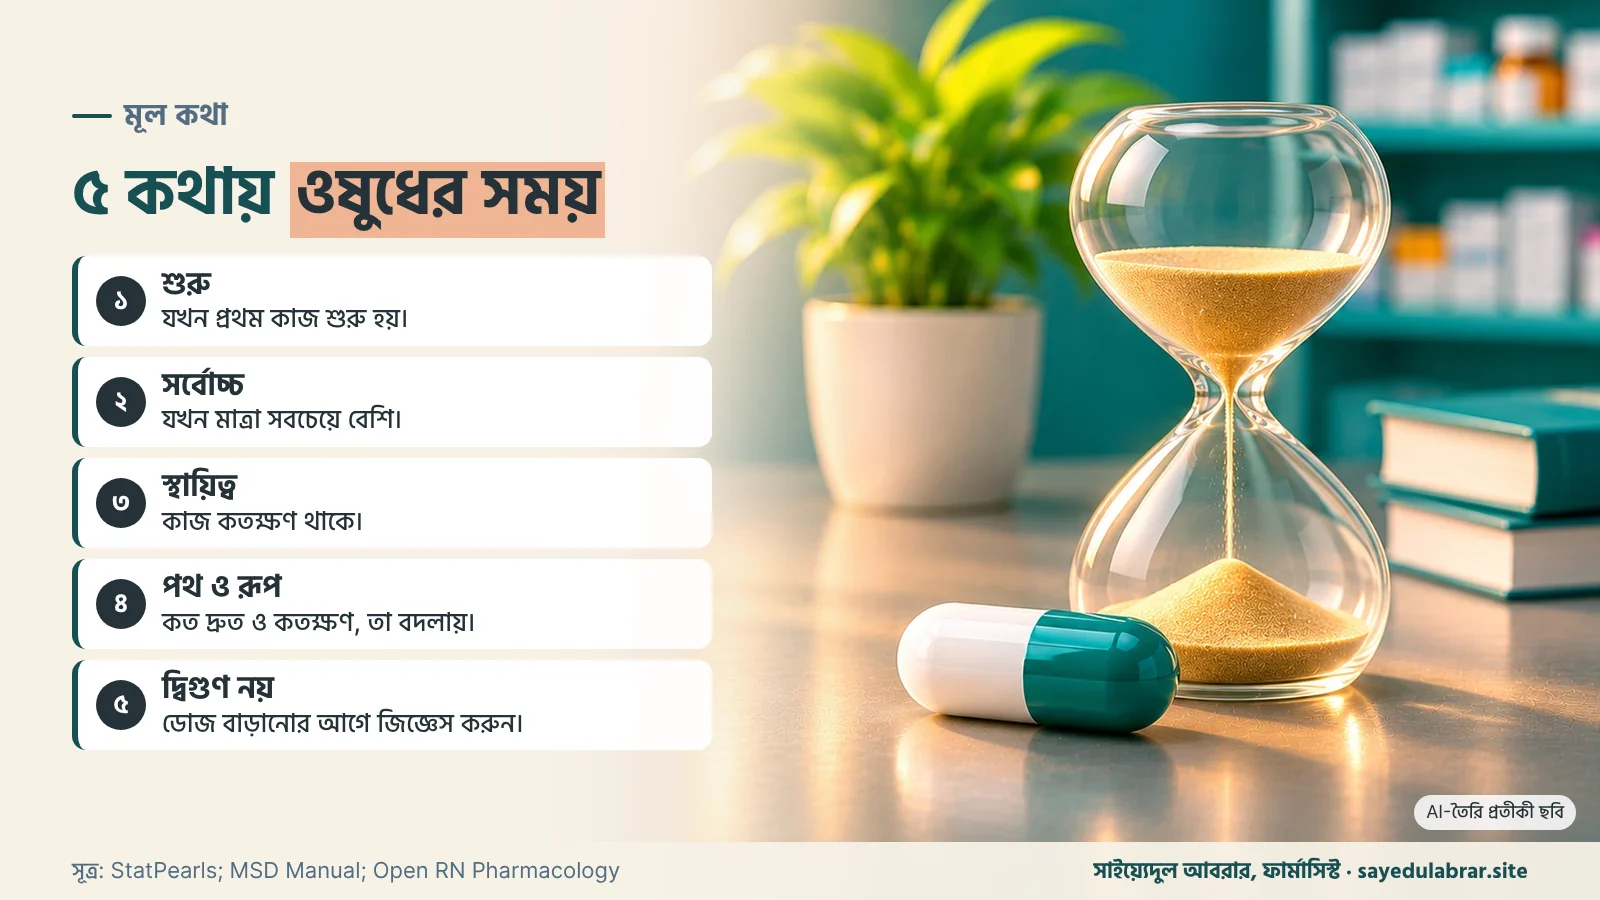 মূল কথা
৫ কথায় ওষুধের সময়
১
শুরু
যখন প্রথম কাজ শুরু হয়।
২
সর্বোচ্চ
যখন মাত্রা সবচেয়ে বেশি।
৩
স্থায়িত্ব
কাজ কতক্ষণ থাকে।
৪
পথ ও রূপ
কত দ্রুত ও কতক্ষণ, তা বদলায়।
৫
দ্বিগুণ নয়
ডোজ বাড়ানোর আগে জিজ্ঞেস করুন।
AI-তৈরি প্রতীকী ছবি
সূত্র: StatPearls; MSD Manual; Open RN Pharmacology
সাইয়্যেদুল আবরার, ফার্মাসিস্ট · sayedulabrar.site